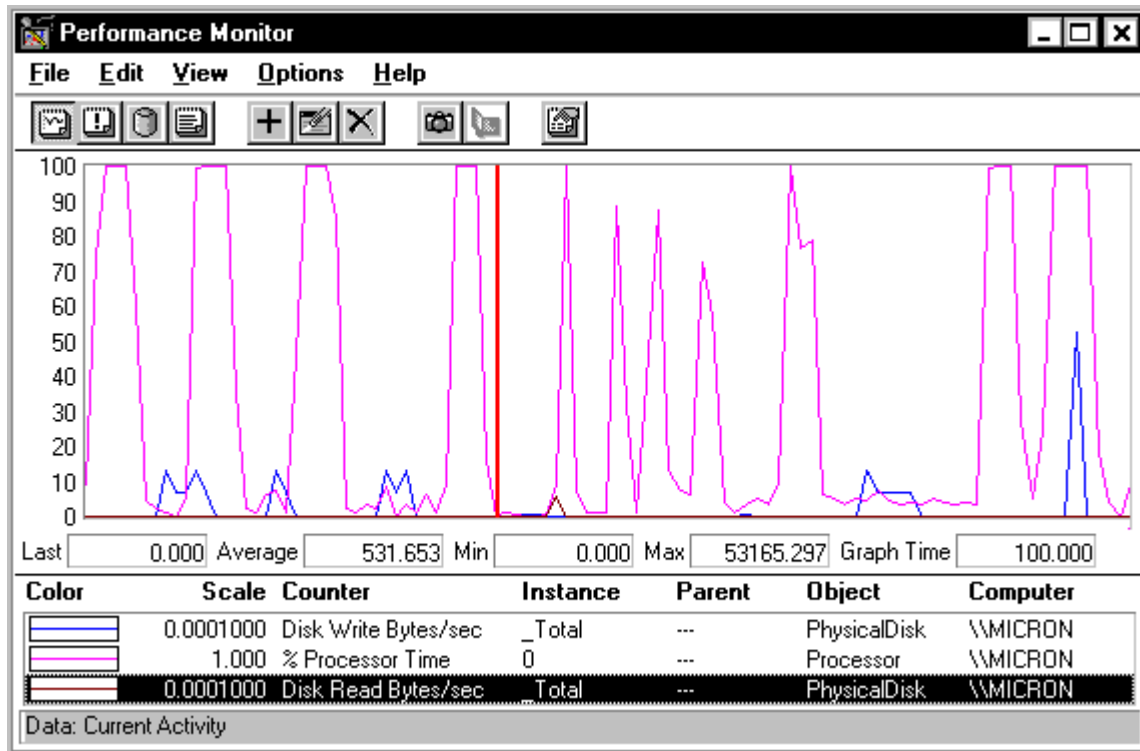 Performance Monitor
File Edit View Options Help
100
90
80
70
60
50
40
30
20
10
0
Last 0.000 Average 531.653 Min 0.000 Max 53165.297 Graph Time 100.000
Color Scale Counter Instance Parent Object Computer
0.0001000 Disk Write Bytes/sec _Total --- PhysicalDisk \\MICRON
1.000 % Processor Time 0 --- Processor \\MICRON
0.0001000 Disk Read Bytes/sec _Total --- PhysicalDisk \\MICRON
Data: Current Activity